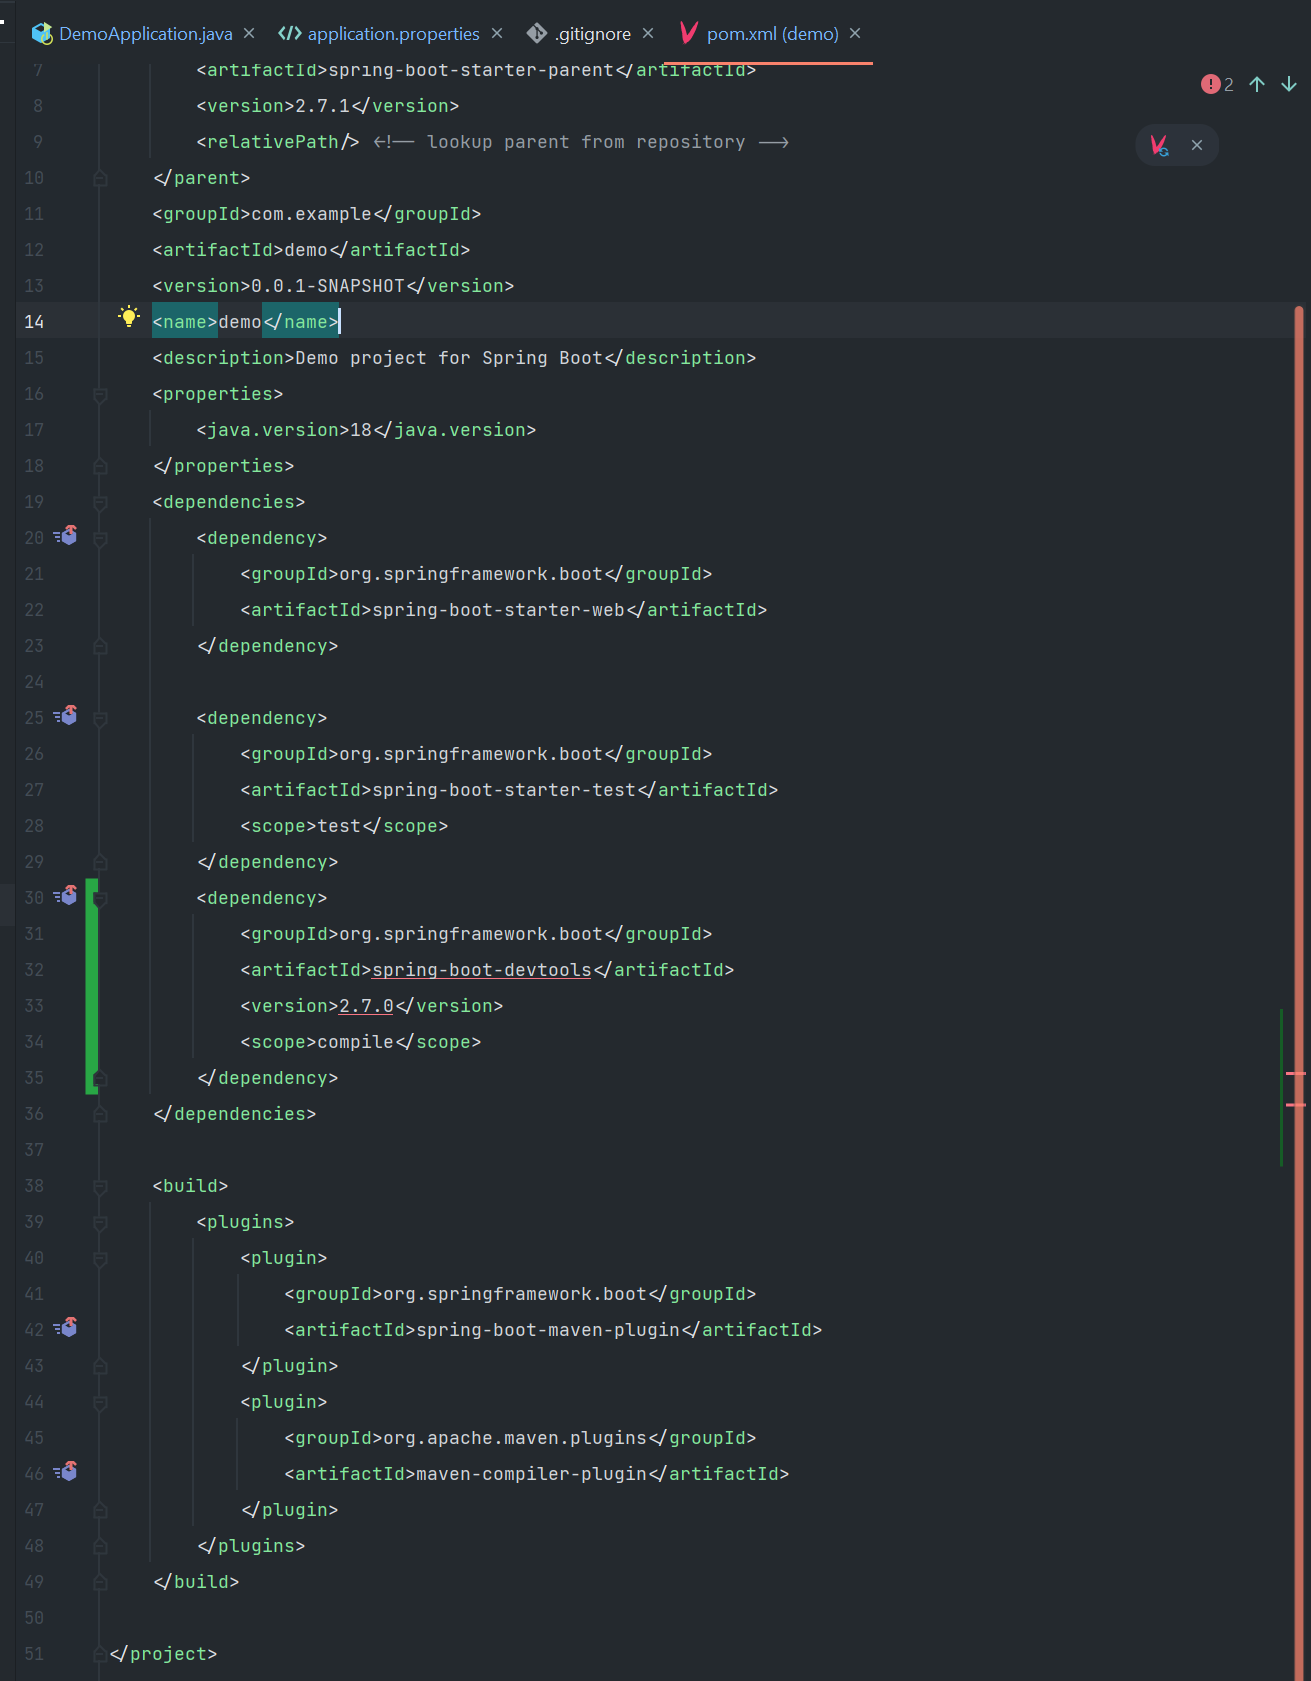 DemoApplication.java application.properties .gitignore pom.xml (demo)
7 <artifactId>spring-boot-starter-parent</artifactId>
2
8 <version>2.7.1</version>
9 <relativePath/> <!-- lookup parent from repository -->
10 </parent>
11 <groupId>com.example</groupId>
12 <artifactId>demo</artifactId>
13 <version>0.0.1-SNAPSHOT</version>
14 <name>demo</name>
15 <description>Demo project for Spring Boot</description>
16 <properties>
17 <java.version>18</java.version>
18 </properties>
19 <dependencies>
20 <dependency>
21 <groupId>org.springframework.boot</groupId>
22 <artifactId>spring-boot-starter-web</artifactId>
23 </dependency>
24
25 <dependency>
26 <groupId>org.springframework.boot</groupId>
27 <artifactId>spring-boot-starter-test</artifactId>
28 <scope>test</scope>
29 </dependency>
30 <dependency>
31 <groupId>org.springframework.boot</groupId>
32 <artifactId>spring-boot-devtools</artifactId>
33 <version>2.7.0</version>
34 <scope>compile</scope>
35 </dependency>
36 </dependencies>
37
38 <build>
39 <plugins>
40 <plugin>
41 <groupId>org.springframework.boot</groupId>
42 <artifactId>spring-boot-maven-plugin</artifactId>
43 </plugin>
44 <plugin>
45 <groupId>org.apache.maven.plugins</groupId>
46 <artifactId>maven-compiler-plugin</artifactId>
47 </plugin>
48 </plugins>
49 </build>
50
51 </project>